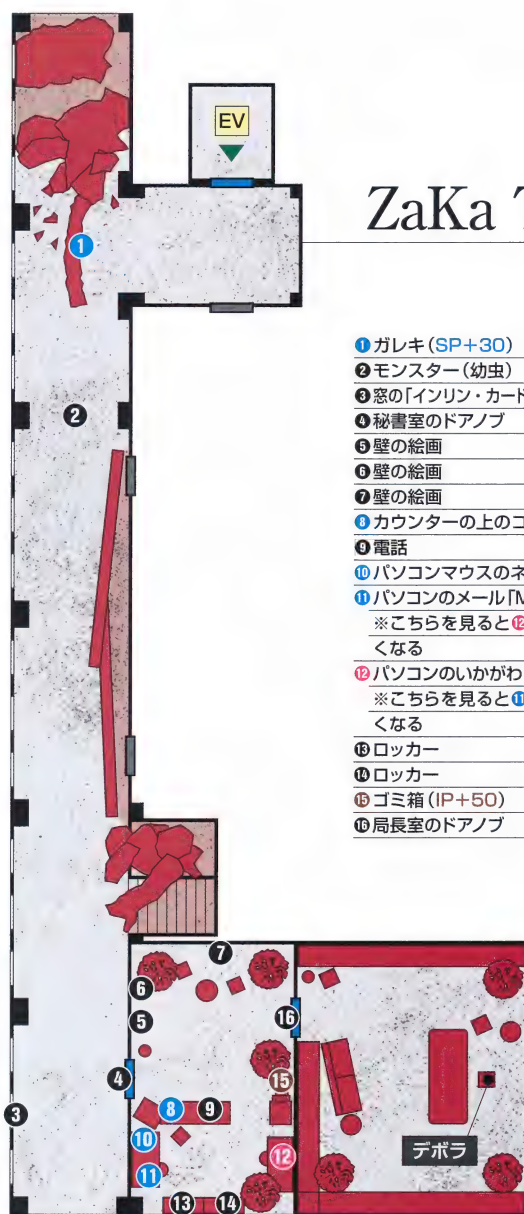 EV
ZaKa
❶ガレキ(SP+30)
❷モンスター(幼虫)
❸窓の「インリン・カード
❹秘書室のドアノブ
❺壁の絵画
❻壁の絵画
❼壁の絵画
❽カウンターの上のコ
❾電話
❿パソコンマウスのネ
⓫パソコンのメール「M
※こちらを見ると⓬
くなる
⓬パソコンのいかがわ
※こちらを見ると⓫
くなる
⓭ロッカー
⓮ロッカー
⓯ゴミ箱(IP+50)
⓰局長室のドアノブ
❶
❷
❼
❻
❺
⓰
❹
⓯
❸
❽
❾
❿
⓬
⓫
デボラ
⓭
⓮